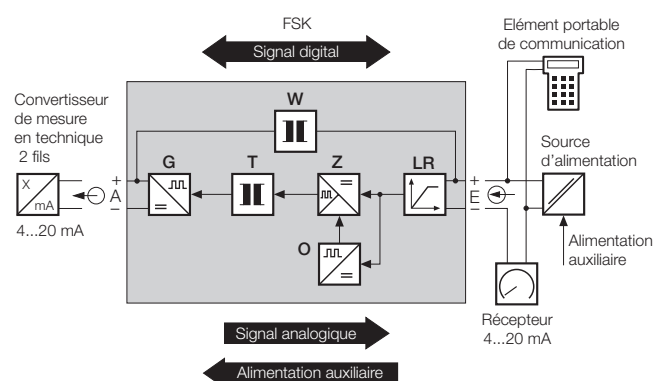 FSK
Signal digital
Elément portable
de communication
Convertisseur
de mesure
en technique
2 fils
W
G
T
Z
LR
Source
d'alimentation
+
A
−
+
E
−
X
mA
4...20 mA
O
Alimentation
auxiliaire
Récepteur
4...20 mA
Signal analogique
Alimentation auxiliaire